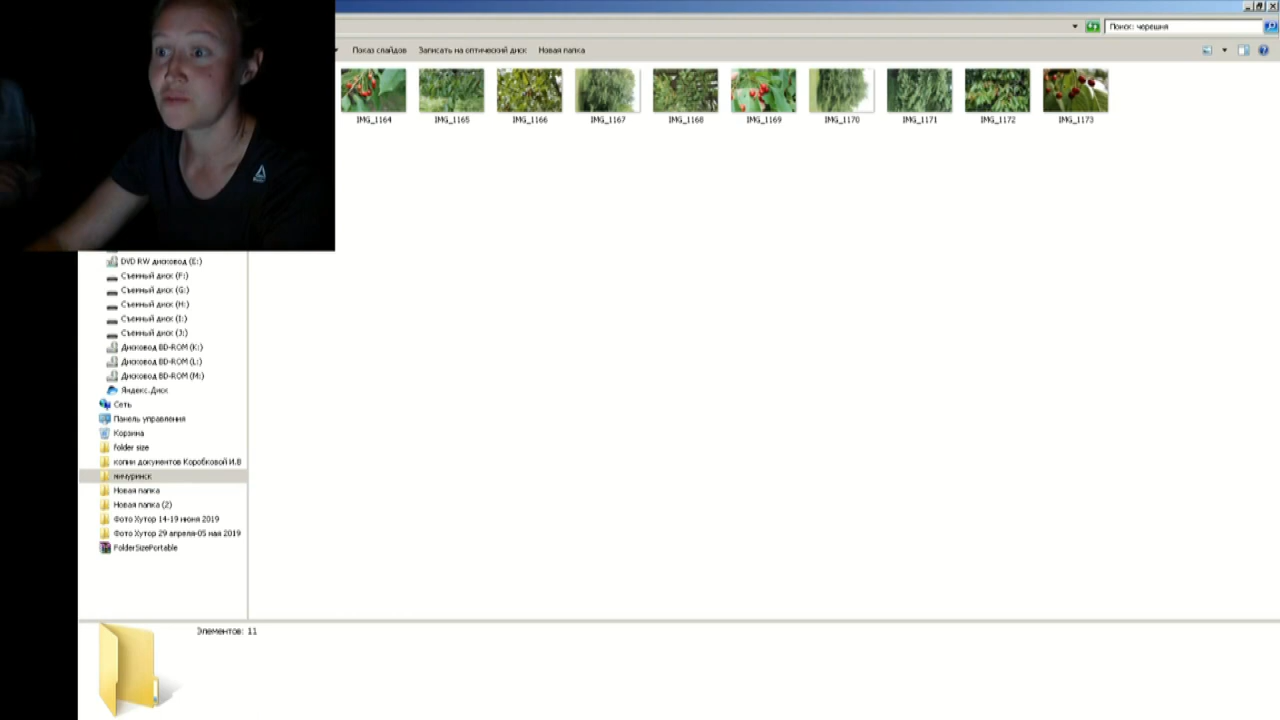 Поиск: черешня
Показ слайдов Записать на оптический диск Новая папка
IMG_1164 IMG_1165 IMG_1166 IMG_1167 IMG_1168 IMG_1169 IMG_1170 IMG_1171 IMG_1172 IMG_1173
DVD RW дисковод (E:)
Съемный диск (F:)
Съемный диск (G:)
Съемный диск (H:)
Съемный диск (I:)
Съемный диск (J:)
Дисковод BD-ROM (K:)
Дисковод BD-ROM (L:)
Дисковод BD-ROM (M:)
Яндекс.Диск
Сеть
Панель управления
Корзина
folder size
копии документов Коробковой И.В
мичуринск
Новая папка
Новая папка (2)
Фото Хутор 14-19 июня 2019
Фото Хутор 29 апреля-05 мая 2019
FolderSizePortable
Элементов: 11